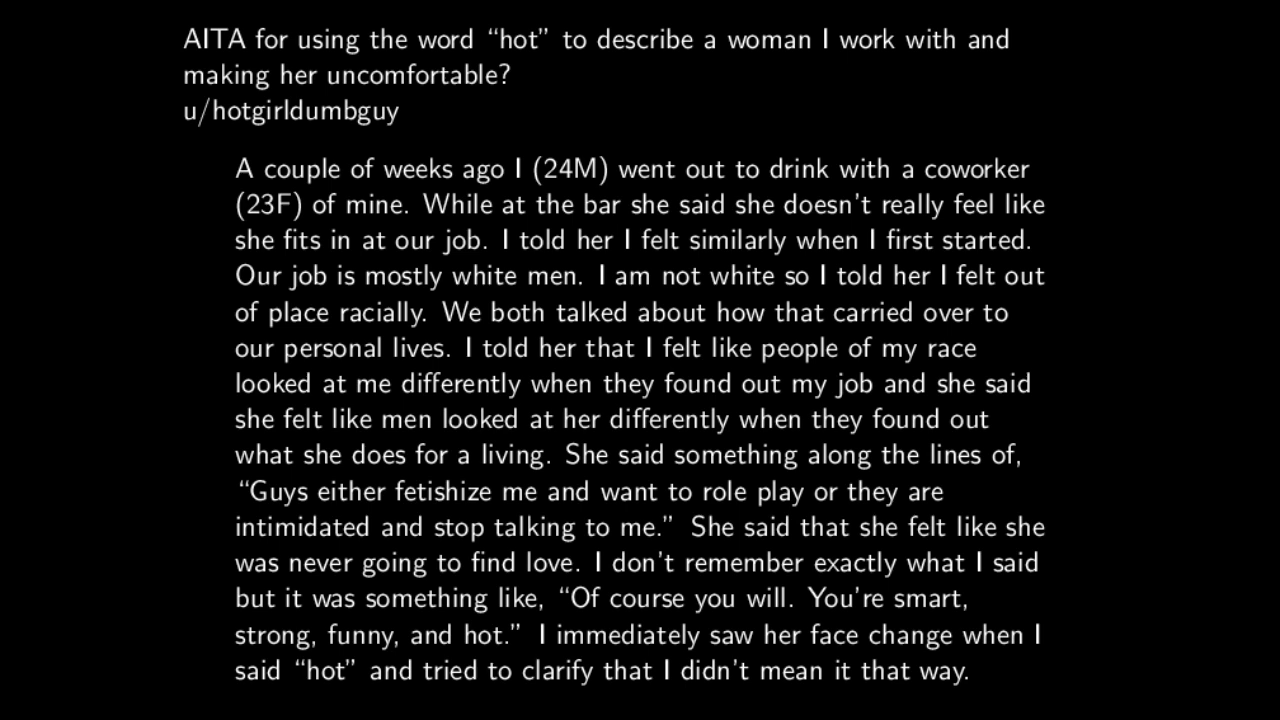 AITA for using the word “hot” to describe a woman I work with and
making her uncomfortable?
u/hotgirldumbguy
A couple of weeks ago I (24M) went out to drink with a coworker
(23F) of mine. While at the bar she said she doesn't really feel like
she fits in at our job. I told her I felt similarly when I first started.
Our job is mostly white men. I am not white so I told her I felt out
of place racially. We both talked about how that carried over to
our personal lives. I told her that I felt like people of my race
looked at me differently when they found out my job and she said
she felt like men looked at her differently when they found out
what she does for a living. She said something along the lines of,
“Guys either fetishize me and want to role play or they are
intimidated and stop talking to me.” She said that she felt like she
was never going to find love. I don't remember exactly what I said
but it was something like, “Of course you will. You're smart,
strong, funny, and hot.” I immediately saw her face change when I
said “hot” and tried to clarify that I didn't mean it that way.